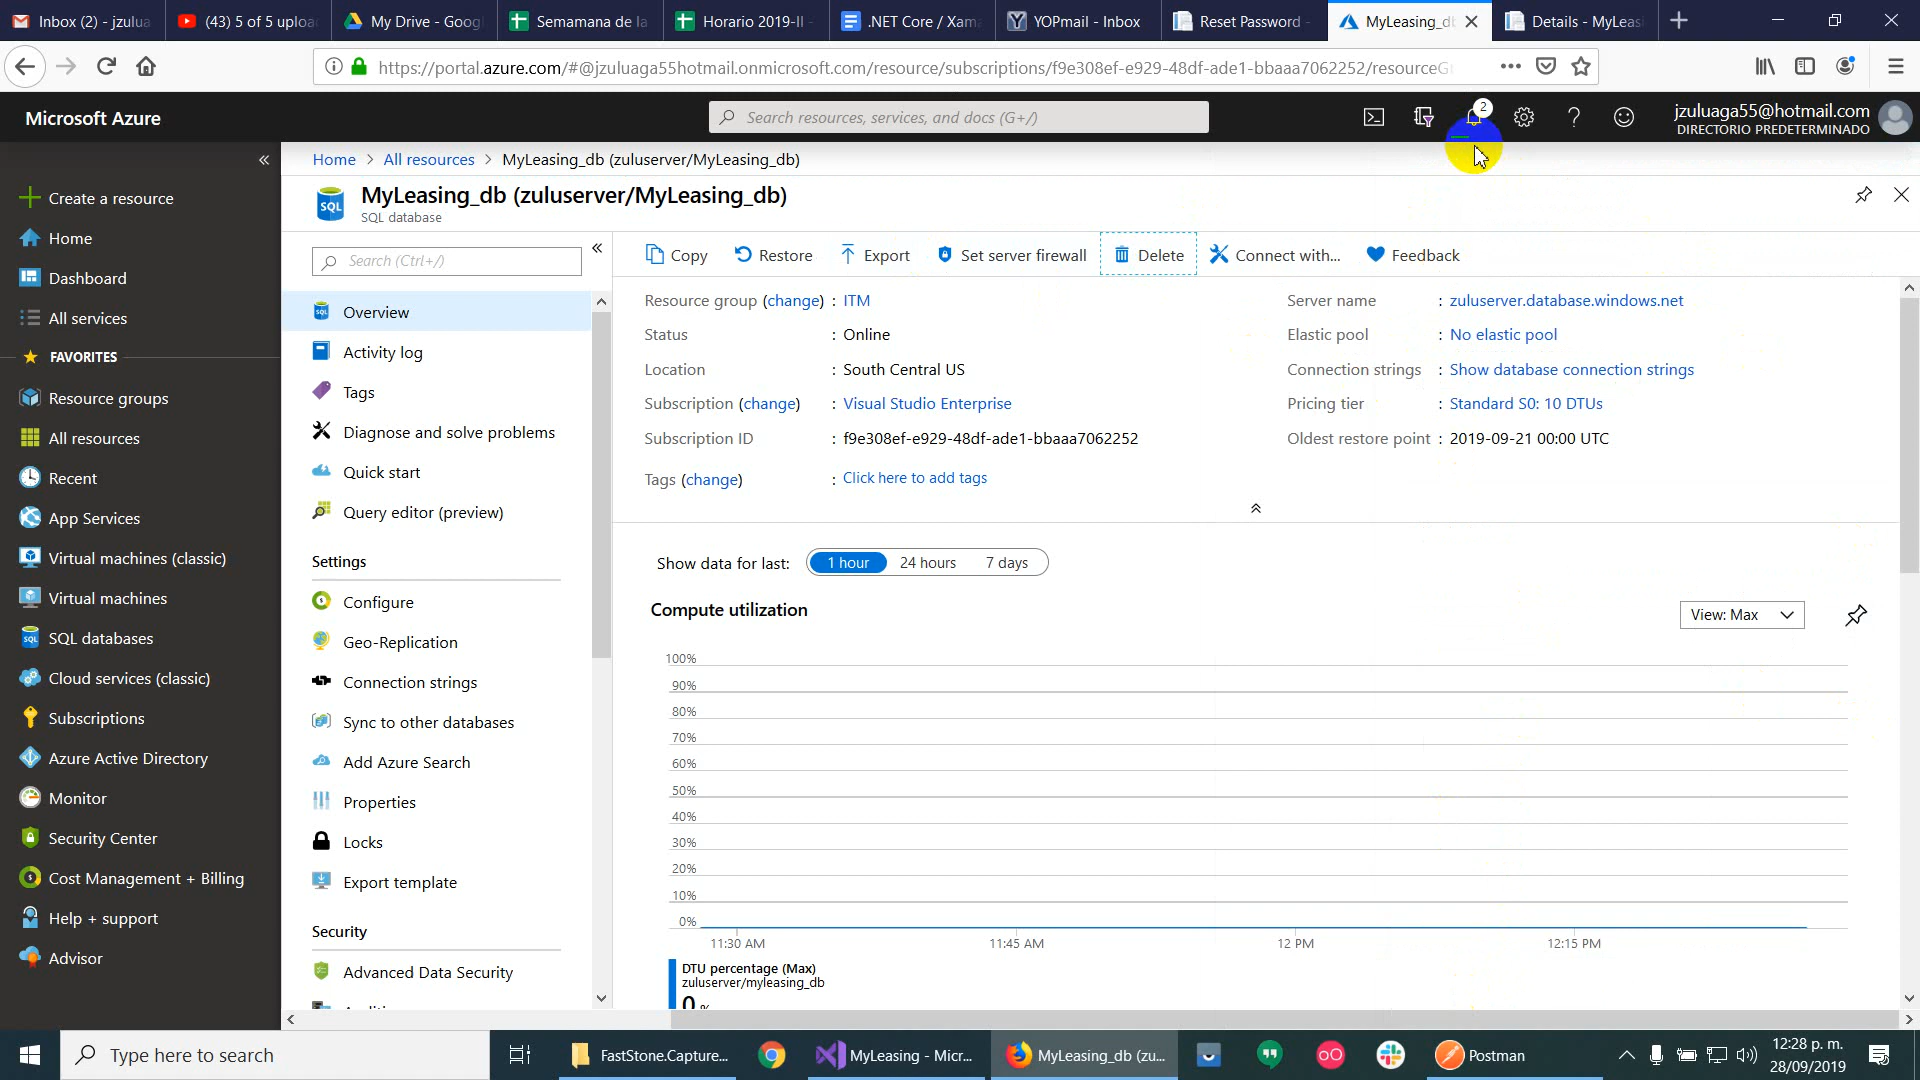 Inbox (2) - jzulua
(43) 5 of 5 uploa
My Drive - Googl
Semamana de la
Horario 2019-II -
.NET Core / Xam
YOPmail - Inbox
Reset Password -
MyLeasing_d
Details - MyLeasi
https://portal.azure.com/#@jzuluaga55hotmail.onmicrosoft.com/resource/subscriptions/f9e308ef-e929-48df-ade1-bbaaa7062252/resourceG
Microsoft Azure
Search resources, services, and docs (G+/)
2
jzuluaga55@hotmail.com
DIRECTORIO PREDETERMINADO
Create a resource
Home
Dashboard
All services
FAVORITES
Resource groups
All resources
Recent
App Services
Virtual machines (classic)
Virtual machines
SQL databases
Cloud services (classic)
Subscriptions
Azure Active Directory
Monitor
Security Center
Cost Management + Billing
Help + support
Advisor
Home > All resources > MyLeasing_db (zuluserver/MyLeasing_db)
MyLeasing_db (zuluserver/MyLeasing_db)
SQL database
Search (Ctrl+/)
Overview
Activity log
Tags
Diagnose and solve problems
Quick start
Query editor (preview)
Settings
Configure
Geo-Replication
Connection strings
Sync to other databases
Add Azure Search
Properties
Locks
Export template
Security
Advanced Data Security
Copy
Restore
Export
Set server firewall
Delete
Connect with...
Feedback
Resource group (change) : ITM
Status : Online
Location : South Central US
Subscription (change) : Visual Studio Enterprise
Subscription ID : f9e308ef-e929-48df-ade1-bbaaa7062252
Tags (change) : Click here to add tags
Server name : zuluserver.database.windows.net
Elastic pool : No elastic pool
Connection strings : Show database connection strings
Pricing tier : Standard S0: 10 DTUs
Oldest restore point : 2019-09-21 00:00 UTC
Show data for last: 1 hour 24 hours 7 days
Compute utilization
View: Max
100%
90%
80%
70%
60%
50%
40%
30%
20%
10%
0%
11:30 AM 11:45 AM 12 PM 12:15 PM
DTU percentage (Max)
zuluserver/myleasing_db
0 %
Type here to search
FastStone.Capture...
MyLeasing - Micr...
MyLeasing_db (zu...
Postman
12:28 p. m.
28/09/2019